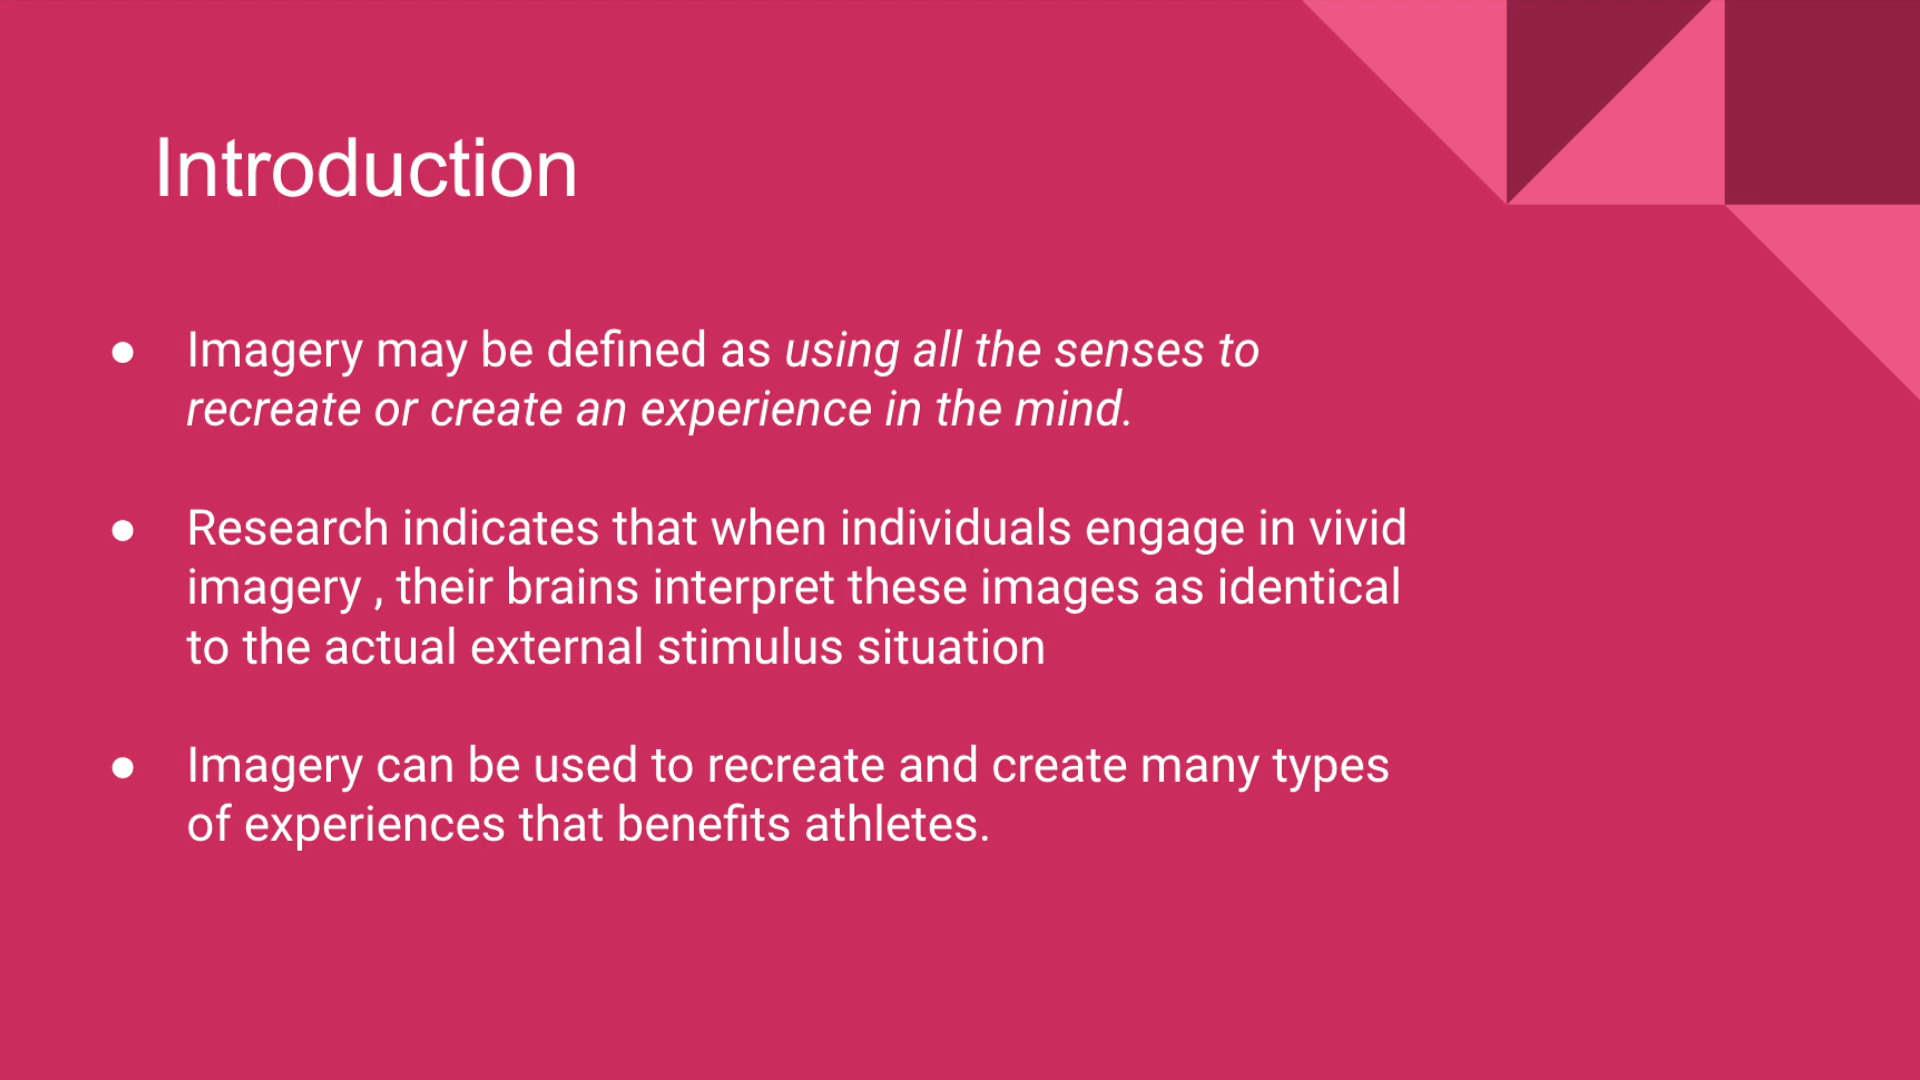 Introduction
● Imagery may be defined as using all the senses to
recreate or create an experience in the mind.
● Research indicates that when individuals engage in vivid
imagery , their brains interpret these images as identical
to the actual external stimulus situation
● Imagery can be used to recreate and create many types
of experiences that benefits athletes.